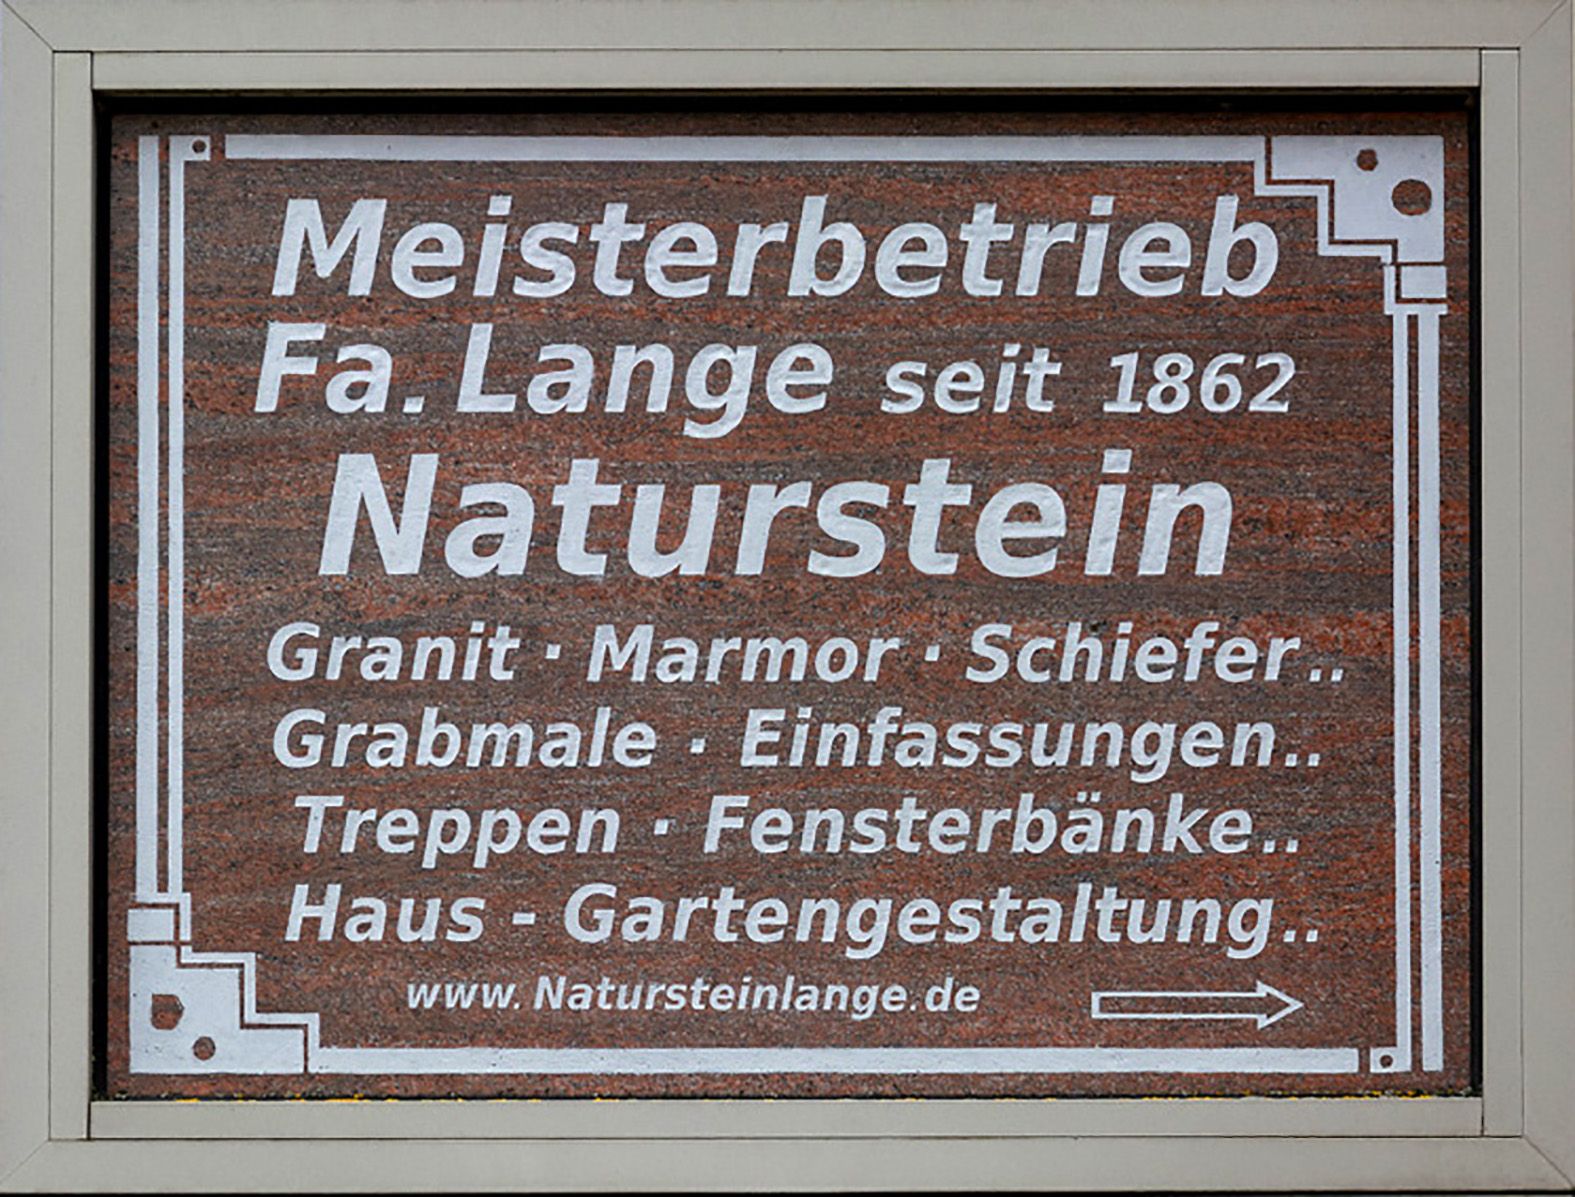 Meisterbetrieb
Fa. Lange seit 1862
Naturstein
Granit · Marmor · Schiefer..
Grabmale · Einfassungen..
Treppen · Fensterbänke..
Haus - Gartengestaltung..
www.Natursteinlange.de